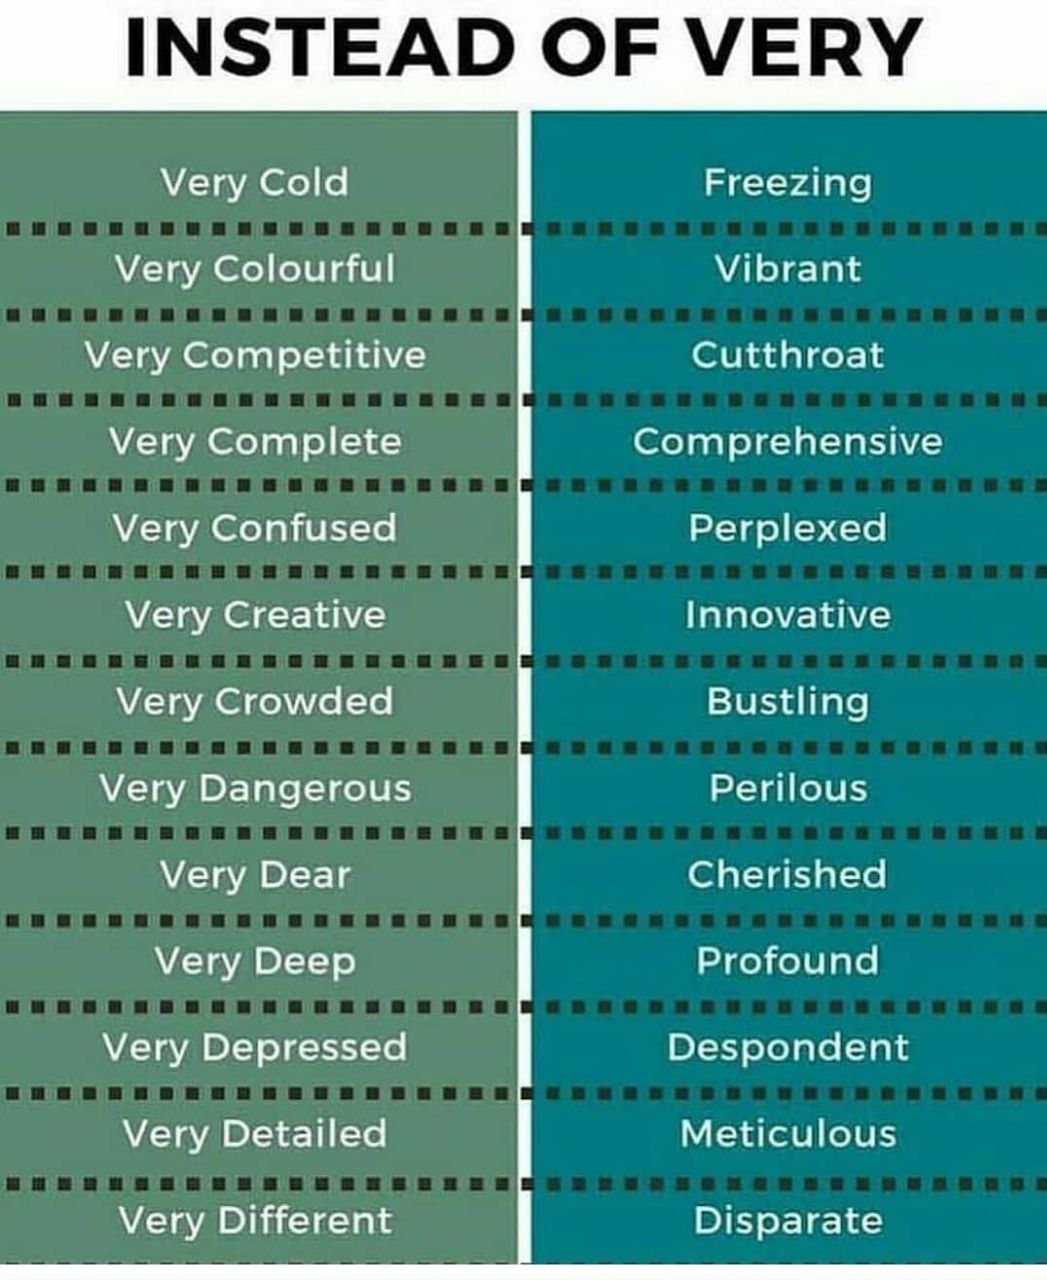 INSTEAD OF VERY
Very Cold Freezing
Very Colourful Vibrant
Very Competitive Cutthroat
Very Complete Comprehensive
Very Confused Perplexed
Very Creative Innovative
Very Crowded Bustling
Very Dangerous Perilous
Very Dear Cherished
Very Deep Profound
Very Depressed Despondent
Very Detailed Meticulous
Very Different Disparate